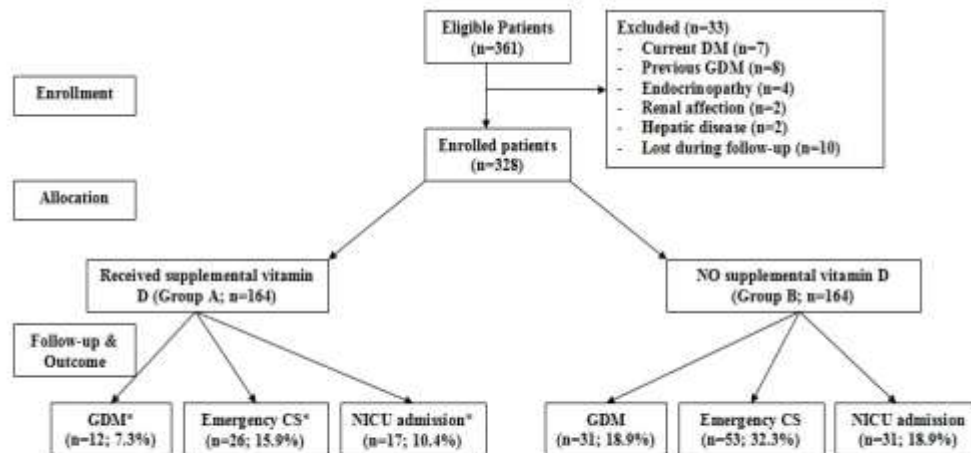 Eligible Patients
(n=361)
Excluded (n=33)
- Current DM (n=7)
- Previous GDM (n=8)
- Endocrinopathy (n=4)
- Renal affection (n=2)
- Hepatic disease (n=2)
- Lost during follow-up (n=10)
Enrollment
Enrolled patients
(n=328)
Allocation
Received supplemental vitamin
D (Group A; n=164)
NO supplemental vitamin D
(Group B; n=164)
Follow-up &
Outcome
GDM*
(n=12; 7.3%)
Emergency CS*
(n=26; 15.9%)
NICU admission*
(n=17; 10.4%)
GDM
(n=31; 18.9%)
Emergency CS
(n=53; 32.3%)
NICU admission
(n=31; 18.9%)